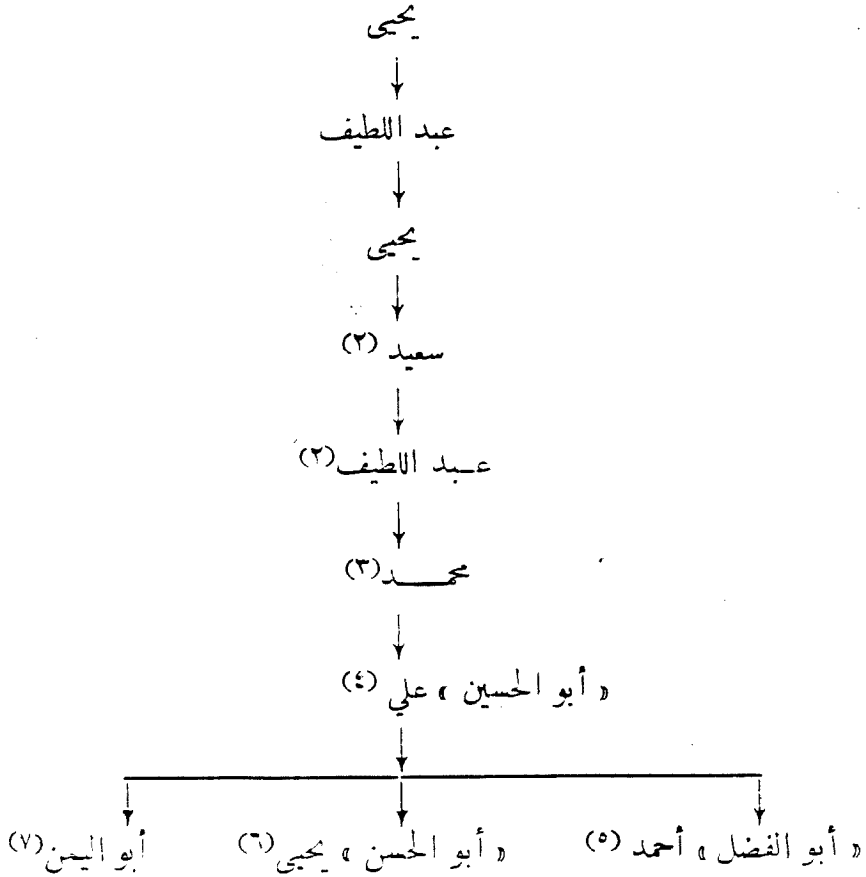 يحيى
عبد اللطيف
يحيى
سعيد (٢)
عبد اللطيف (٢)
محمد (٣)
« أبو الحسين » علي (٤)
« أبو الفضل » أحمد (٥) « أبو الحسن » يحيى (٦) أبو اليمن (٧)